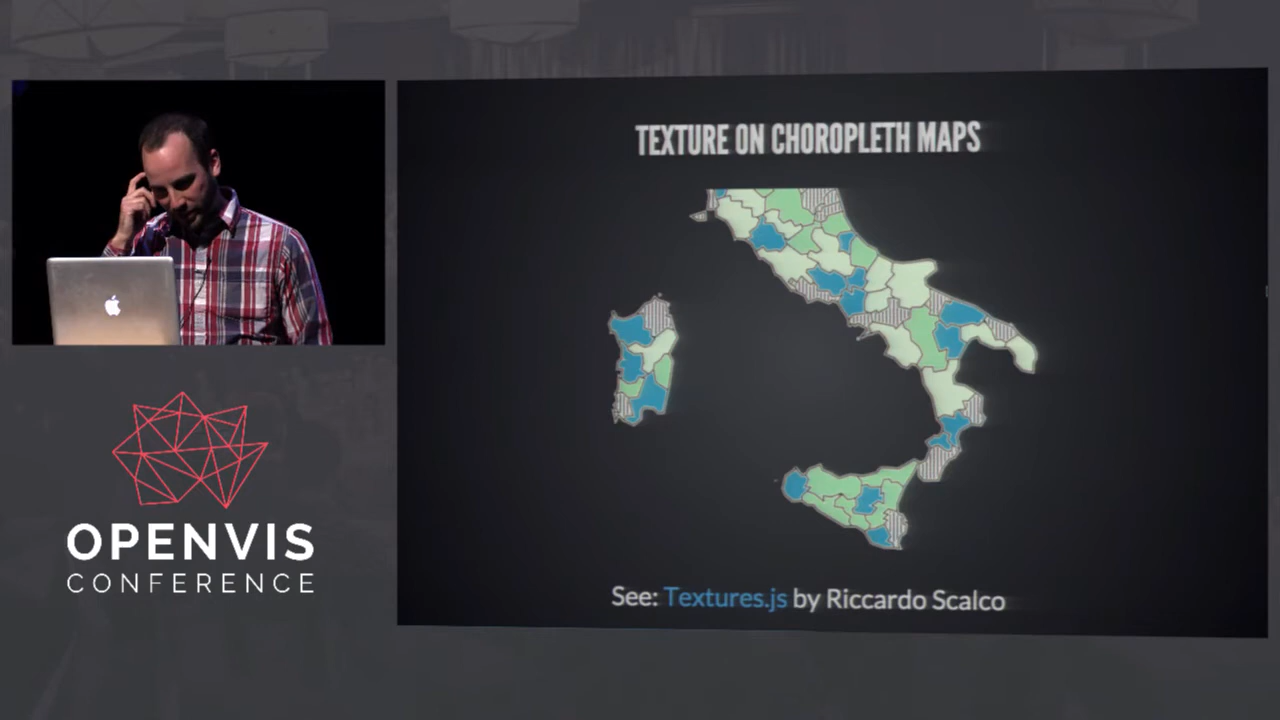 TEXTURE ON CHOROPLETH MAPS
See: Textures.js by Riccardo Scalco
OPENVIS
CONFERENCE